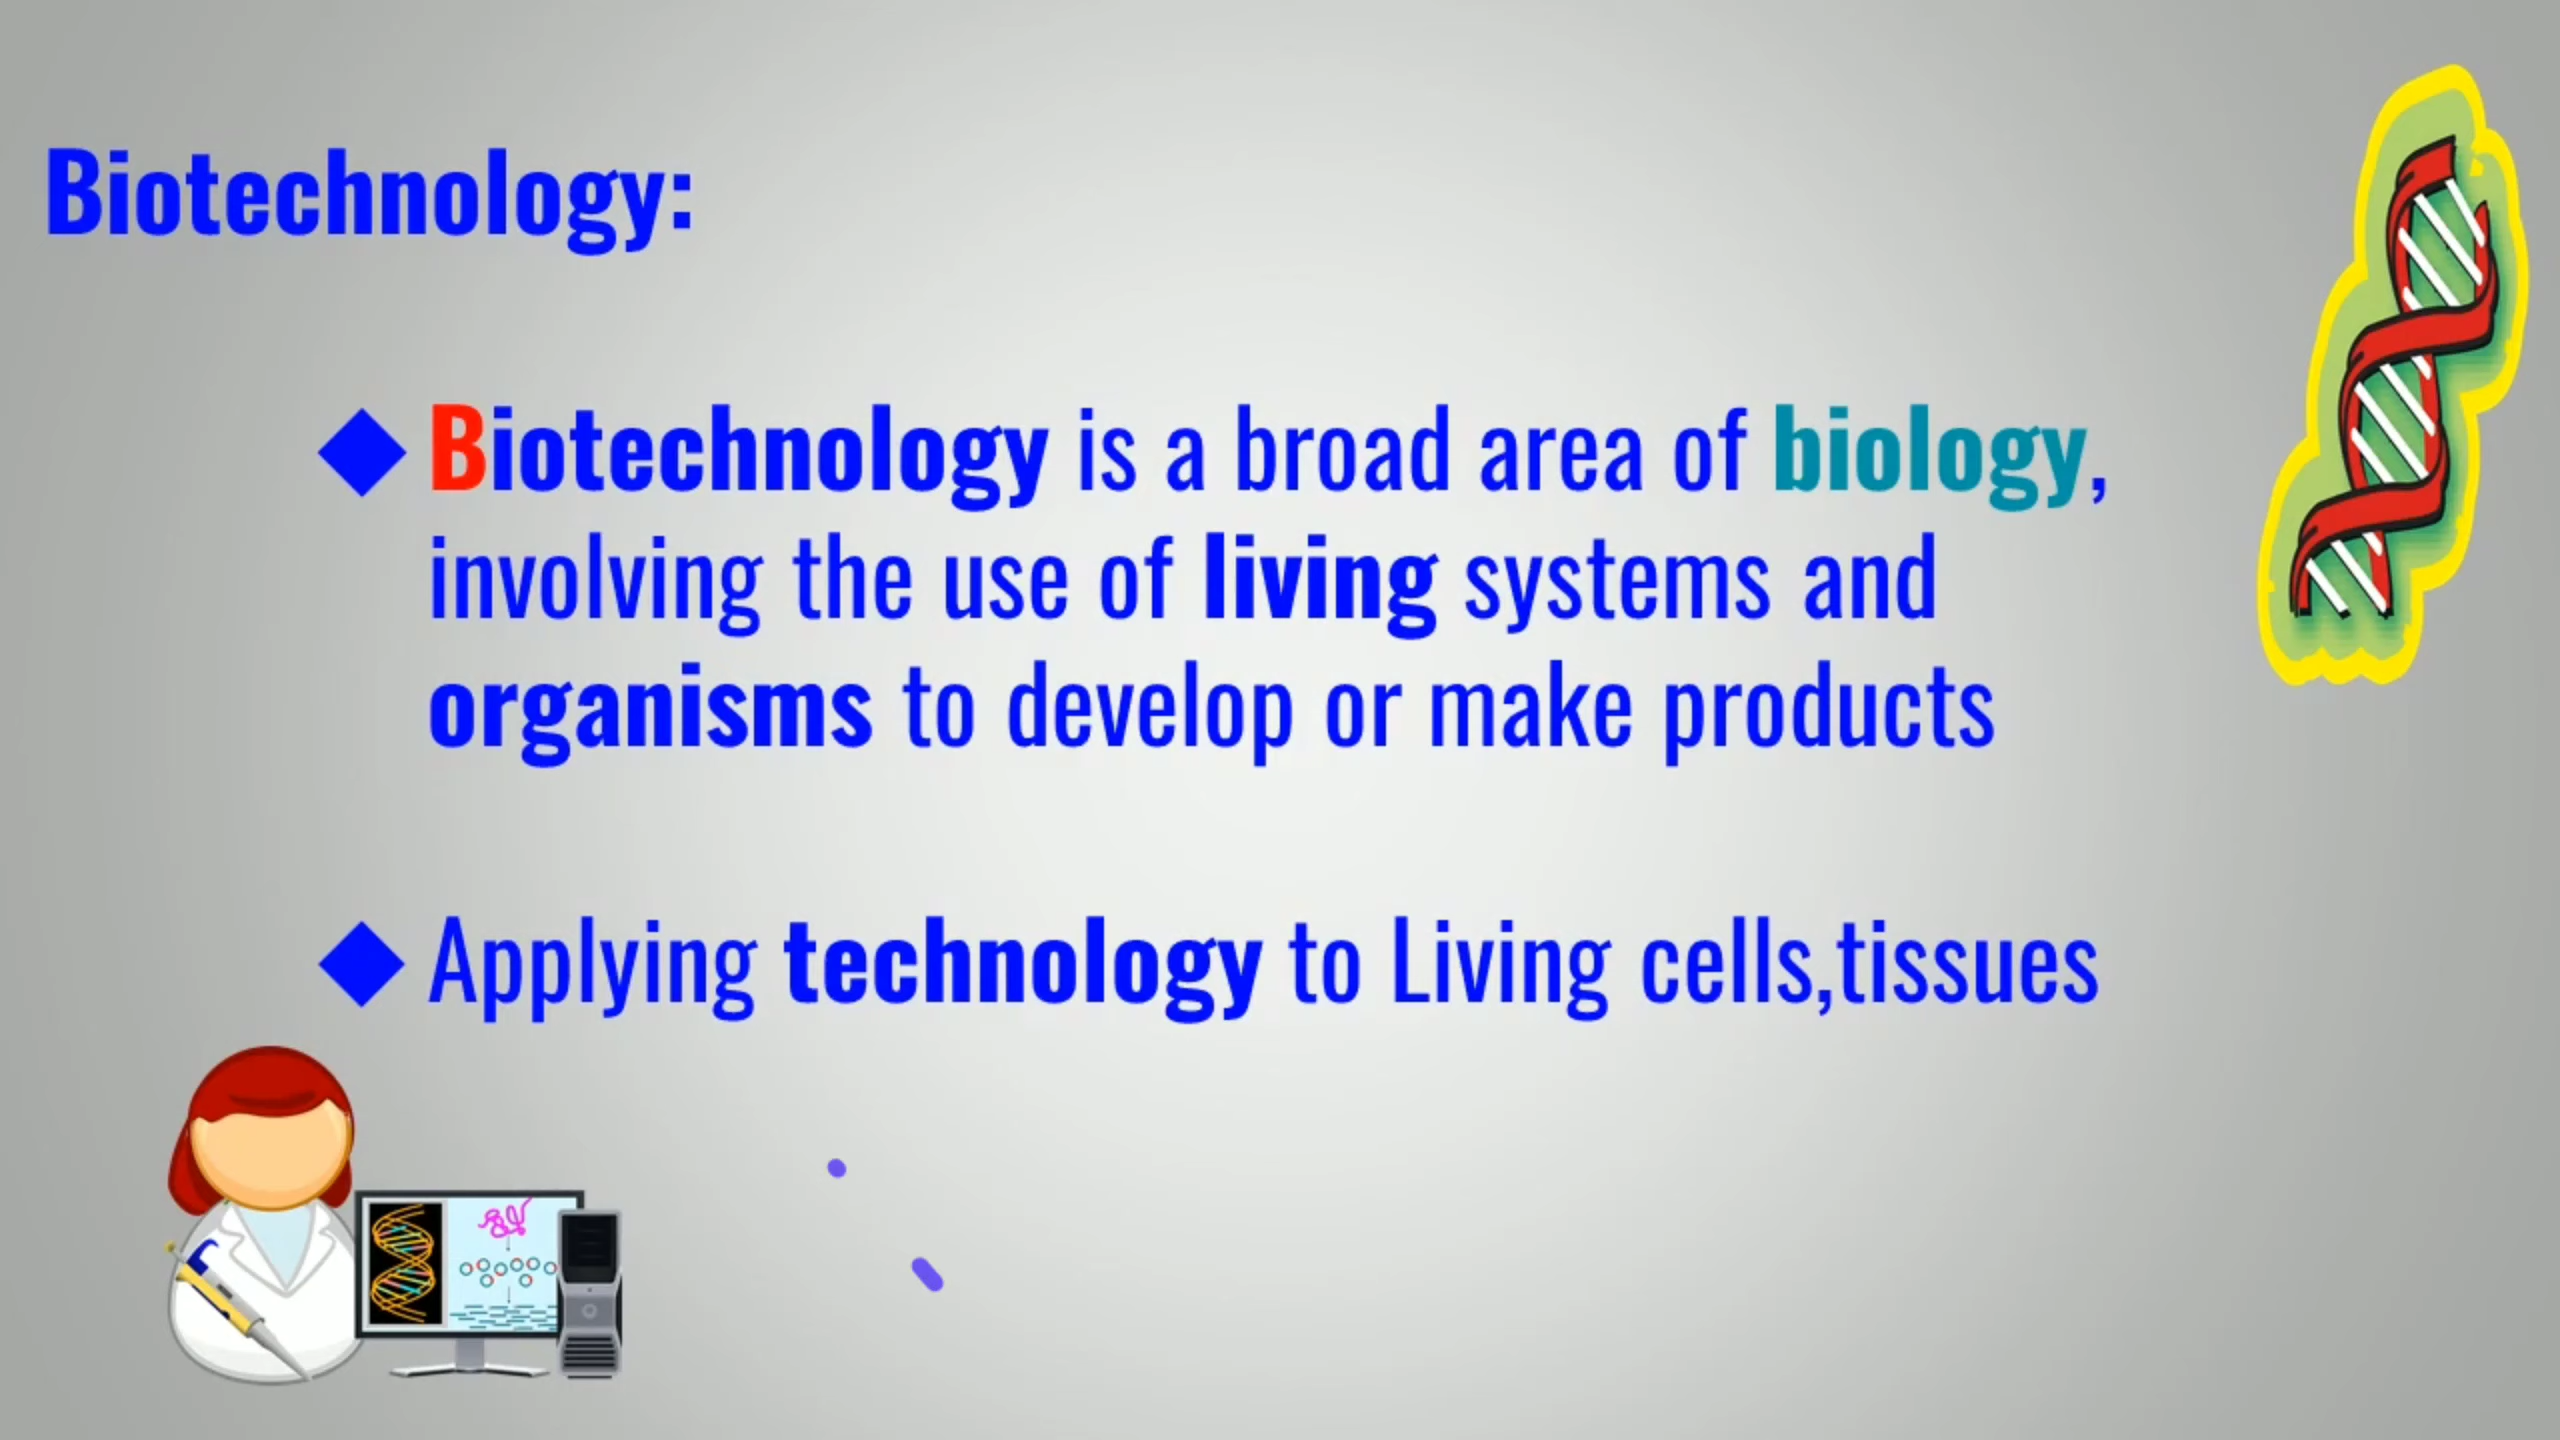 Biotechnology:
Biotechnology is a broad area of biology,
involving the use of living systems and
organisms to develop or make products
Applying technology to Living cells,tissues